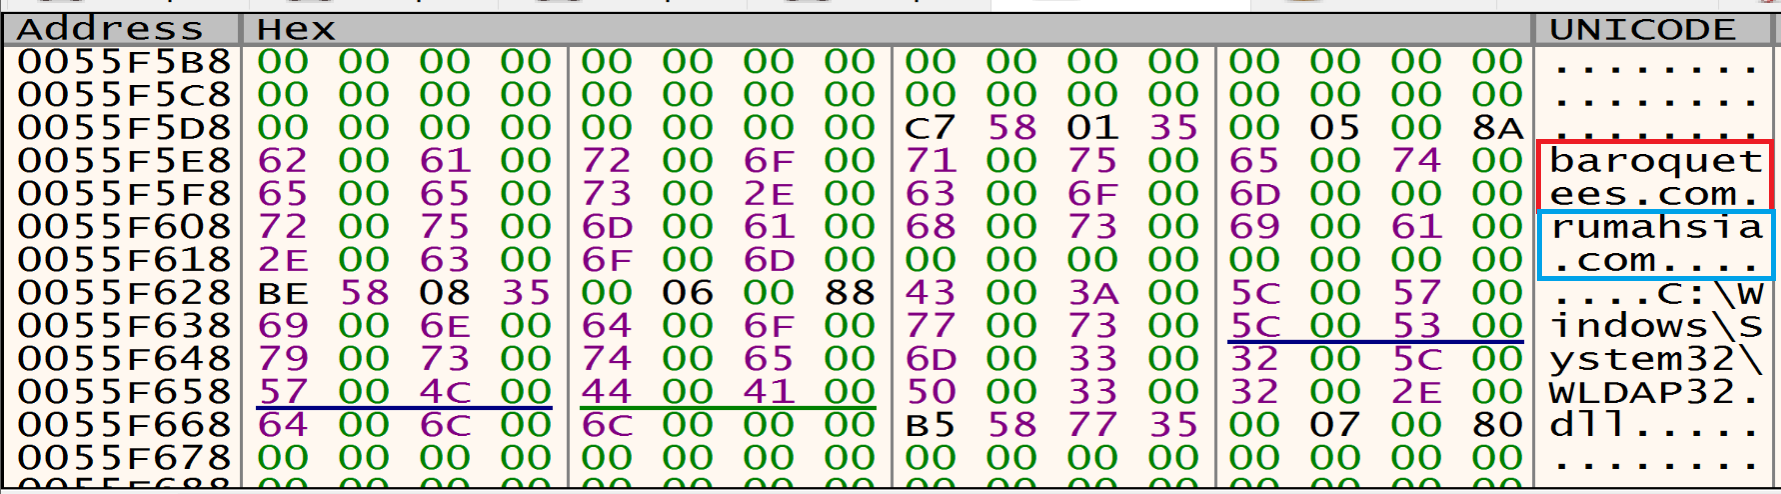 Address Hex UNICODE
0055F5B8 00 00 00 00 00 00 00 00 00 00 00 00 00 00 00 00 ........
0055F5C8 00 00 00 00 00 00 00 00 00 00 00 00 00 00 00 00 ........
0055F5D8 00 00 00 00 00 00 00 00 C7 58 01 35 00 05 00 8A ........
0055F5E8 62 00 61 00 72 00 6F 00 71 00 75 00 65 00 74 00 baroquet
0055F5F8 65 00 65 00 73 00 2E 00 63 00 6F 00 6D 00 00 00 ees.com.
0055F608 72 00 75 00 6D 00 61 00 68 00 73 00 69 00 61 00 rumahsia
0055F618 2E 00 63 00 6F 00 6D 00 00 00 00 00 00 00 00 00 .com....
0055F628 BE 58 08 35 00 06 00 88 43 00 3A 00 5C 00 57 00 ....C:\W
0055F638 69 00 6E 00 64 00 6F 00 77 00 73 00 5C 00 53 00 indows\S
0055F648 79 00 73 00 74 00 65 00 6D 00 33 00 32 00 5C 00 ystem32\
0055F658 57 00 4C 00 44 00 41 00 50 00 33 00 32 00 2E 00 WLDAP32.
0055F668 64 00 6C 00 6C 00 00 00 B5 58 77 35 00 07 00 80 dll.....
0055F678 00 00 00 00 00 00 00 00 00 00 00 00 00 00 00 00 ........